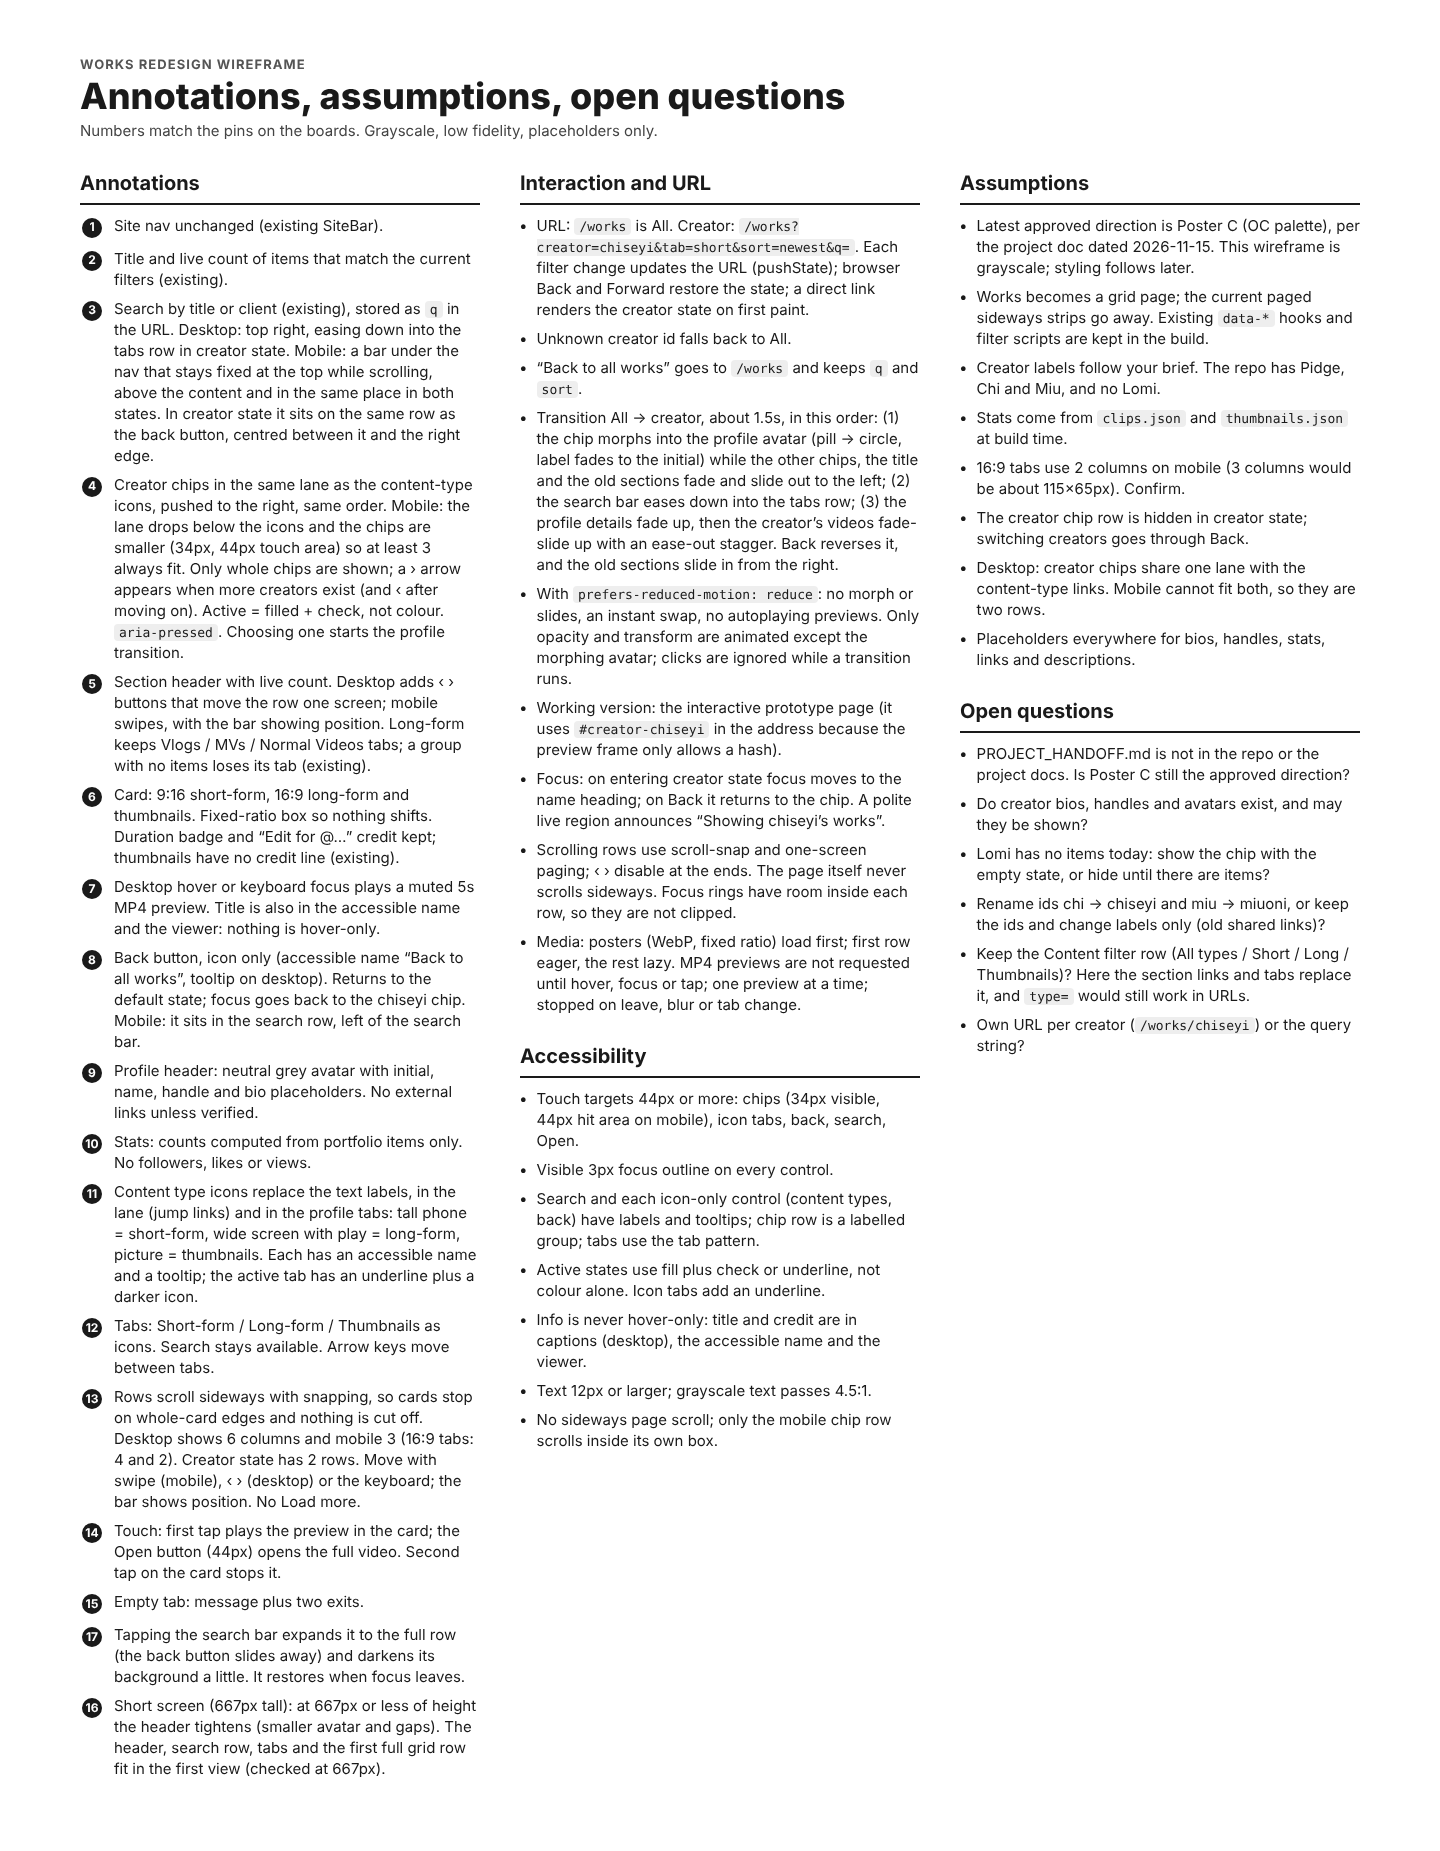 WORKS REDESIGN WIREFRAME
Annotations, assumptions, open questions
Numbers match the pins on the boards. Grayscale, low fidelity, placeholders only.
Annotations
1 Site nav unchanged (existing SiteBar).
2 Title and live count of items that match the current
filters (existing).
3 Search by title or client (existing), stored as q in
the URL. Desktop: top right, easing down into the
tabs row in creator state. Mobile: a bar under the
nav that stays fixed at the top while scrolling,
above the content and in the same place in both
states. In creator state it sits on the same row as
the back button, centred between it and the right
edge.
4 Creator chips in the same lane as the content-type
icons, pushed to the right, same order. Mobile: the
lane drops below the icons and the chips are
smaller (34px, 44px touch area) so at least 3
always fit. Only whole chips are shown; a › arrow
appears when more creators exist (and ‹ after
moving on). Active = filled + check, not colour.
aria-pressed. Choosing one starts the profile
transition.
5 Section header with live count. Desktop adds ‹ ›
buttons that move the row one screen; mobile
swipes, with the bar showing position. Long-form
keeps Vlogs / MVs / Normal Videos tabs; a group
with no items loses its tab (existing).
6 Card: 9:16 short-form, 16:9 long-form and
thumbnails. Fixed-ratio box so nothing shifts.
Duration badge and “Edit for @…” credit kept;
thumbnails have no credit line (existing).
7 Desktop hover or keyboard focus plays a muted 5s
MP4 preview. Title is also in the accessible name
and the viewer: nothing is hover-only.
8 Back button, icon only (accessible name “Back to
all works”, tooltip on desktop). Returns to the
default state; focus goes back to the chiseyi chip.
Mobile: it sits in the search row, left of the search
bar.
9 Profile header: neutral grey avatar with initial,
name, handle and bio placeholders. No external
links unless verified.
10 Stats: counts computed from portfolio items only.
No followers, likes or views.
11 Content type icons replace the text labels, in the
lane (jump links) and in the profile tabs: tall phone
= short-form, wide screen with play = long-form,
picture = thumbnails. Each has an accessible name
and a tooltip; the active tab has an underline plus a
darker icon.
12 Tabs: Short-form / Long-form / Thumbnails as
icons. Search stays available. Arrow keys move
between tabs.
13 Rows scroll sideways with snapping, so cards stop
on whole-card edges and nothing is cut off.
Desktop shows 6 columns and mobile 3 (16:9 tabs:
4 and 2). Creator state has 2 rows. Move with
swipe (mobile), ‹ › (desktop) or the keyboard; the
bar shows position. No Load more.
14 Touch: first tap plays the preview in the card; the
Open button (44px) opens the full video. Second
tap on the card stops it.
15 Empty tab: message plus two exits.
17 Tapping the search bar expands it to the full row
(the back button slides away) and darkens its
background a little. It restores when focus leaves.
16 Short screen (667px tall): at 667px or less of height
the header tightens (smaller avatar and gaps). The
header, search row, tabs and the first full grid row
fit in the first view (checked at 667px).
Interaction and URL
• URL: /works is All. Creator: /works?
creator=chiseyi&tab=short&sort=newest&q=. Each
filter change updates the URL (pushState); browser
Back and Forward restore the state; a direct link
renders the creator state on first paint.
• Unknown creator id falls back to All.
• “Back to all works” goes to /works and keeps q and
sort.
• Transition All → creator, about 1.5s, in this order: (1)
the chip morphs into the profile avatar (pill → circle,
label fades to the initial) while the other chips, the title
and the old sections fade and slide out to the left; (2)
the search bar eases down into the tabs row; (3) the
profile details fade up, then the creator’s videos fade-
slide up with an ease-out stagger. Back reverses it,
and the old sections slide in from the right.
• With prefers-reduced-motion: reduce: no morph or
slides, an instant swap, no autoplaying previews. Only
opacity and transform are animated except the
morphing avatar; clicks are ignored while a transition
runs.
• Working version: the interactive prototype page (it
uses #creator-chiseyi in the address because the
preview frame only allows a hash).
• Focus: on entering creator state focus moves to the
name heading; on Back it returns to the chip. A polite
live region announces “Showing chiseyi’s works”.
• Scrolling rows use scroll-snap and one-screen
paging; ‹ › disable at the ends. The page itself never
scrolls sideways. Focus rings have room inside each
row, so they are not clipped.
• Media: posters (WebP, fixed ratio) load first; first row
eager, the rest lazy. MP4 previews are not requested
until hover, focus or tap; one preview at a time;
stopped on leave, blur or tab change.
Accessibility
• Touch targets 44px or more: chips (34px visible,
44px hit area on mobile), icon tabs, back, search,
Open.
• Visible 3px focus outline on every control.
• Search and each icon-only control (content types,
back) have labels and tooltips; chip row is a labelled
group; tabs use the tab pattern.
• Active states use fill plus check or underline, not
colour alone. Icon tabs add an underline.
• Info is never hover-only: title and credit are in
captions (desktop), the accessible name and the
viewer.
• Text 12px or larger; grayscale text passes 4.5:1.
• No sideways page scroll; only the mobile chip row
scrolls inside its own box.
Assumptions
• Latest approved direction is Poster C (OC palette), per
the project doc dated 2026-11-15. This wireframe is
grayscale; styling follows later.
• Works becomes a grid page; the current paged
sideways strips go away. Existing data-* hooks and
filter scripts are kept in the build.
• Creator labels follow your brief. The repo has Pidge,
Chi and Miu, and no Lomi.
• Stats come from clips.json and thumbnails.json
at build time.
• 16:9 tabs use 2 columns on mobile (3 columns would
be about 115×65px). Confirm.
• The creator chip row is hidden in creator state;
switching creators goes through Back.
• Desktop: creator chips share one lane with the
content-type links. Mobile cannot fit both, so they are
two rows.
• Placeholders everywhere for bios, handles, stats,
links and descriptions.
Open questions
• PROJECT_HANDOFF.md is not in the repo or the
project docs. Is Poster C still the approved direction?
• Do creator bios, handles and avatars exist, and may
they be shown?
• Lomi has no items today: show the chip with the
empty state, or hide until there are items?
• Rename ids chi → chiseyi and miu → miuoni, or keep
the ids and change labels only (old shared links)?
• Keep the Content filter row (All types / Short / Long /
Thumbnails)? Here the section links and tabs replace
it, and type= would still work in URLs.
• Own URL per creator (/works/chiseyi) or the query
string?